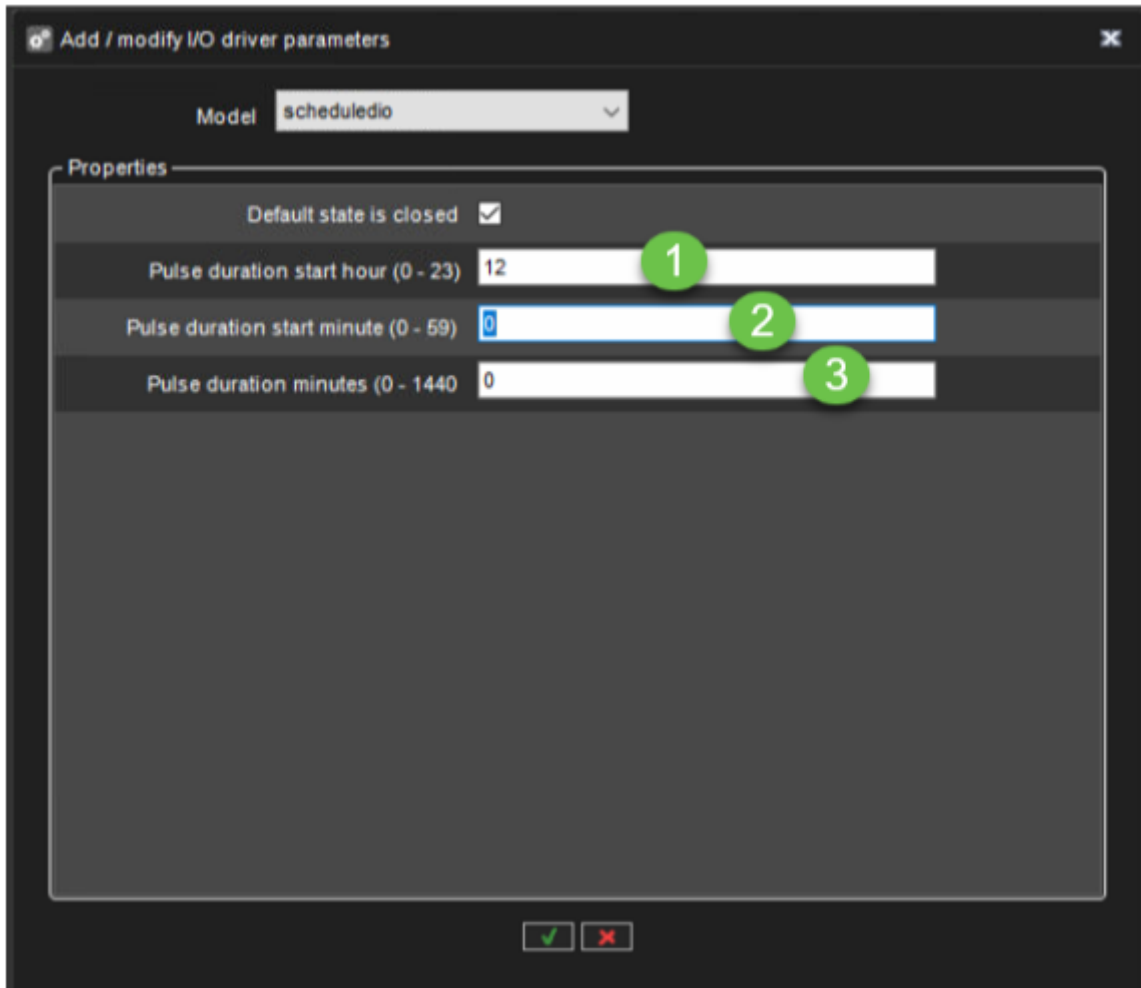 Add / modify I/O driver parameters
Model scheduledio
Properties
Default state is closed
Pulse duration start hour (0 - 23) 12 1
Pulse duration start minute (0 - 59) 0 2
Pulse duration minutes (0 - 1440 0 3